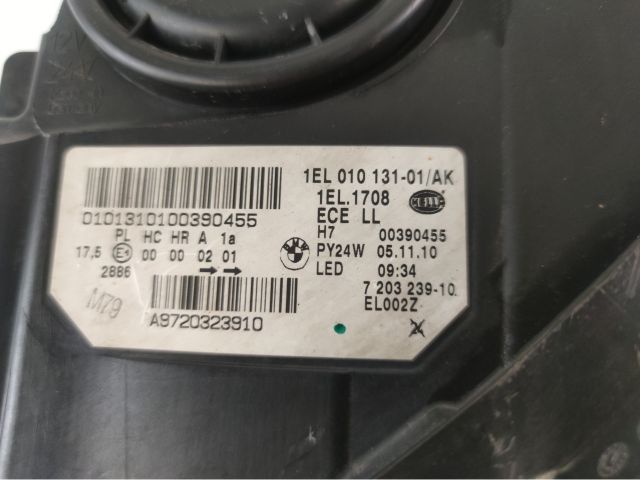 1EL 010 131-01/AK
1EL.1708
HELLA
ECE LL
0101310100390455
H7 00390455
PL HC HR A 1a
17,5 E1 00 00 02 01
PY24W 05.11.10
2886
LED 09:34
7 203 239-10
EL002Z
M79
A9720323910